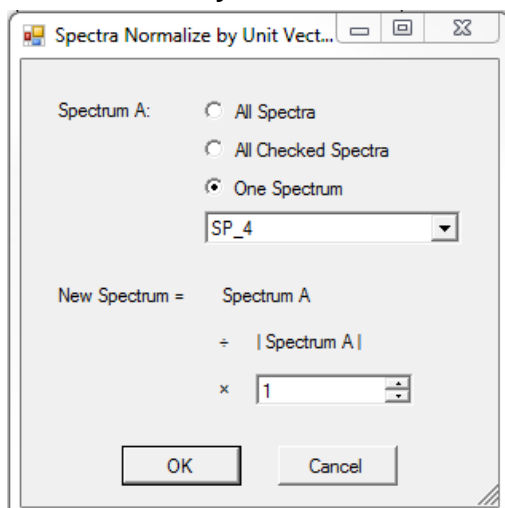 Spectra Normalize by Unit Vect...
Spectrum A: All Spectra
All Checked Spectra
One Spectrum
SP_4
New Spectrum = Spectrum A
÷ | Spectrum A |
× 1
OK Cancel